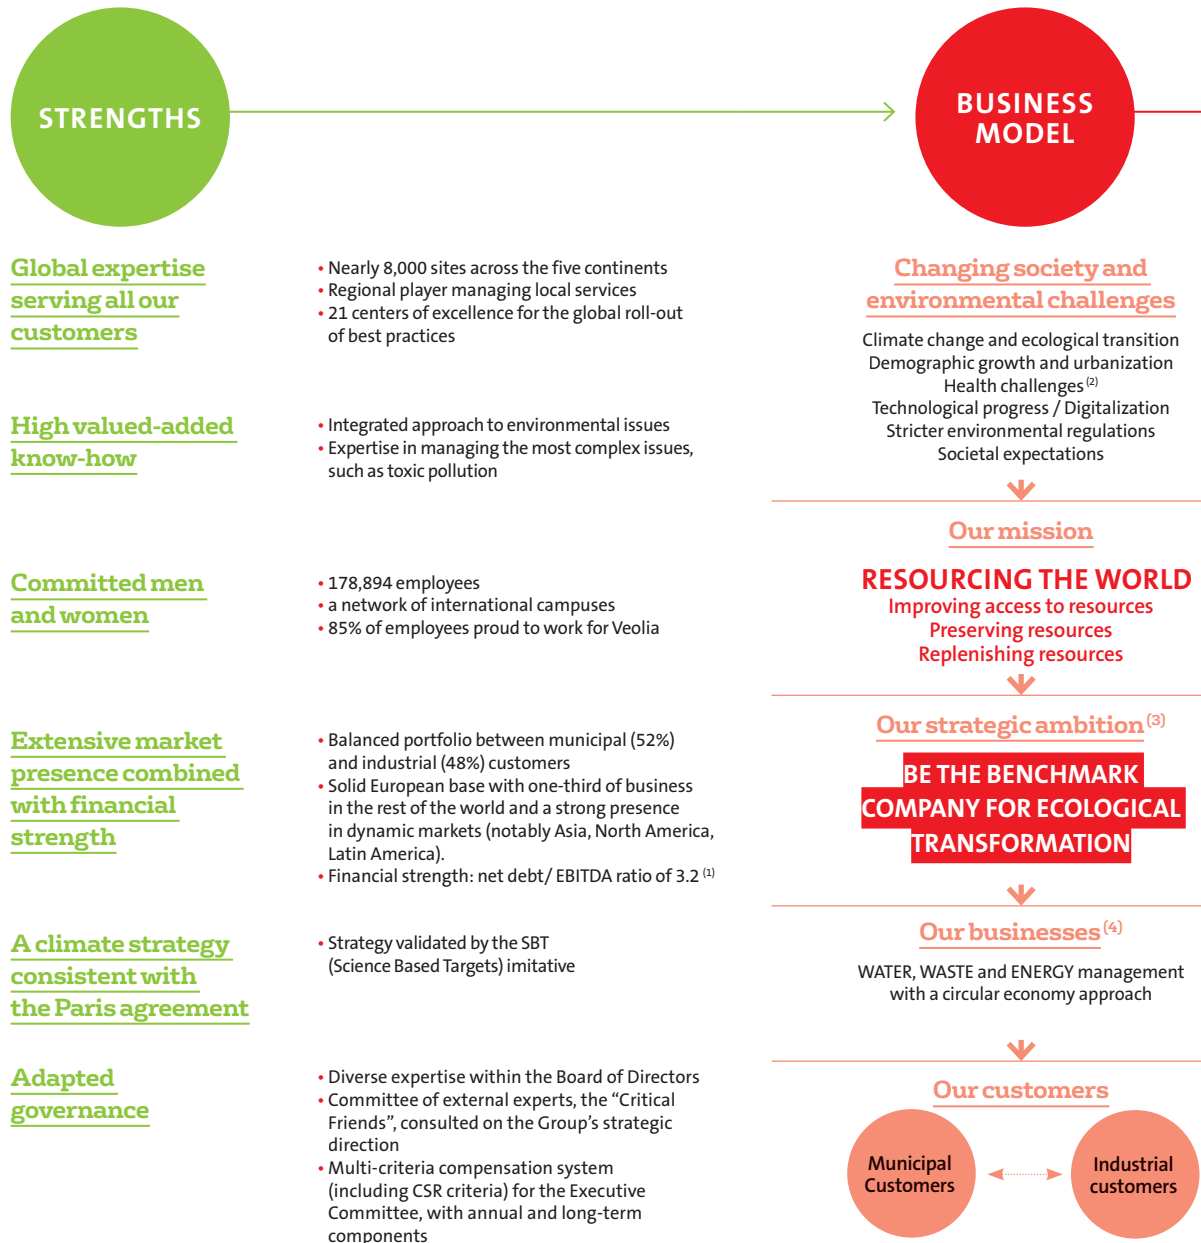 STRENGTHS
BUSINESS
MODEL
Global expertise
serving all our
customers
• Nearly 8,000 sites across the five continents
• Regional player managing local services
• 21 centers of excellence for the global roll-out
of best practices
High valued-added
know-how
• Integrated approach to environmental issues
• Expertise in managing the most complex issues,
such as toxic pollution
Committed men
and women
• 178,894 employees
• a network of international campuses
• 85% of employees proud to work for Veolia
Extensive market
presence combined
with financial
strength
• Balanced portfolio between municipal (52%)
and industrial (48%) customers
• Solid European base with one-third of business
in the rest of the world and a strong presence
in dynamic markets (notably Asia, North America,
Latin America).
• Financial strength: net debt/ EBITDA ratio of 3.2 (1)
A climate strategy
consistent with
the Paris agreement
• Strategy validated by the SBT
(Science Based Targets) imitative
Adapted
governance
• Diverse expertise within the Board of Directors
• Committee of external experts, the “Critical
Friends”, consulted on the Group’s strategic
direction
• Multi-criteria compensation system
(including CSR criteria) for the Executive
Committee, with annual and long-term
components
Changing society and
environmental challenges
Climate change and ecological transition
Demographic growth and urbanization
Health challenges (2)
Technological progress / Digitalization
Stricter environmental regulations
Societal expectations
Our mission
RESOURCING THE WORLD
Improving access to resources
Preserving resources
Replenishing resources
Our strategic ambition (3)
BE THE BENCHMARK
COMPANY FOR ECOLOGICAL
TRANSFORMATION
Our businesses (4)
WATER, WASTE and ENERGY management
with a circular economy approach
Our customers
Municipal
Customers
Industrial
customers